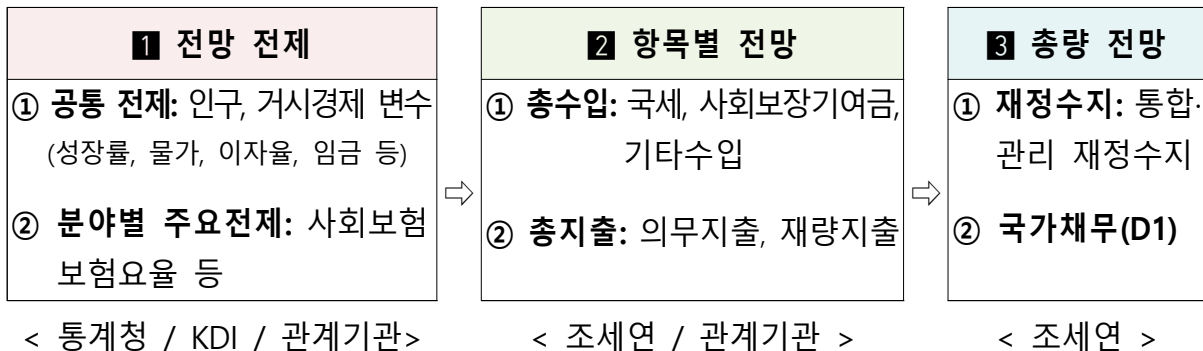 1 전망 전제
① 공통 전제: 인구, 거시경제 변수
(성장률, 물가, 이자율, 임금 등)
② 분야별 주요전제: 사회보험
보험요율 등
< 통계청 / KDI / 관계기관>
⇨
2 항목별 전망
① 총수입: 국세, 사회보장기여금,
기타수입
② 총지출: 의무지출, 재량지출
< 조세연 / 관계기관 >
⇨
3 총량 전망
① 재정수지: 통합·
관리 재정수지
② 국가채무(D1)
< 조세연 >